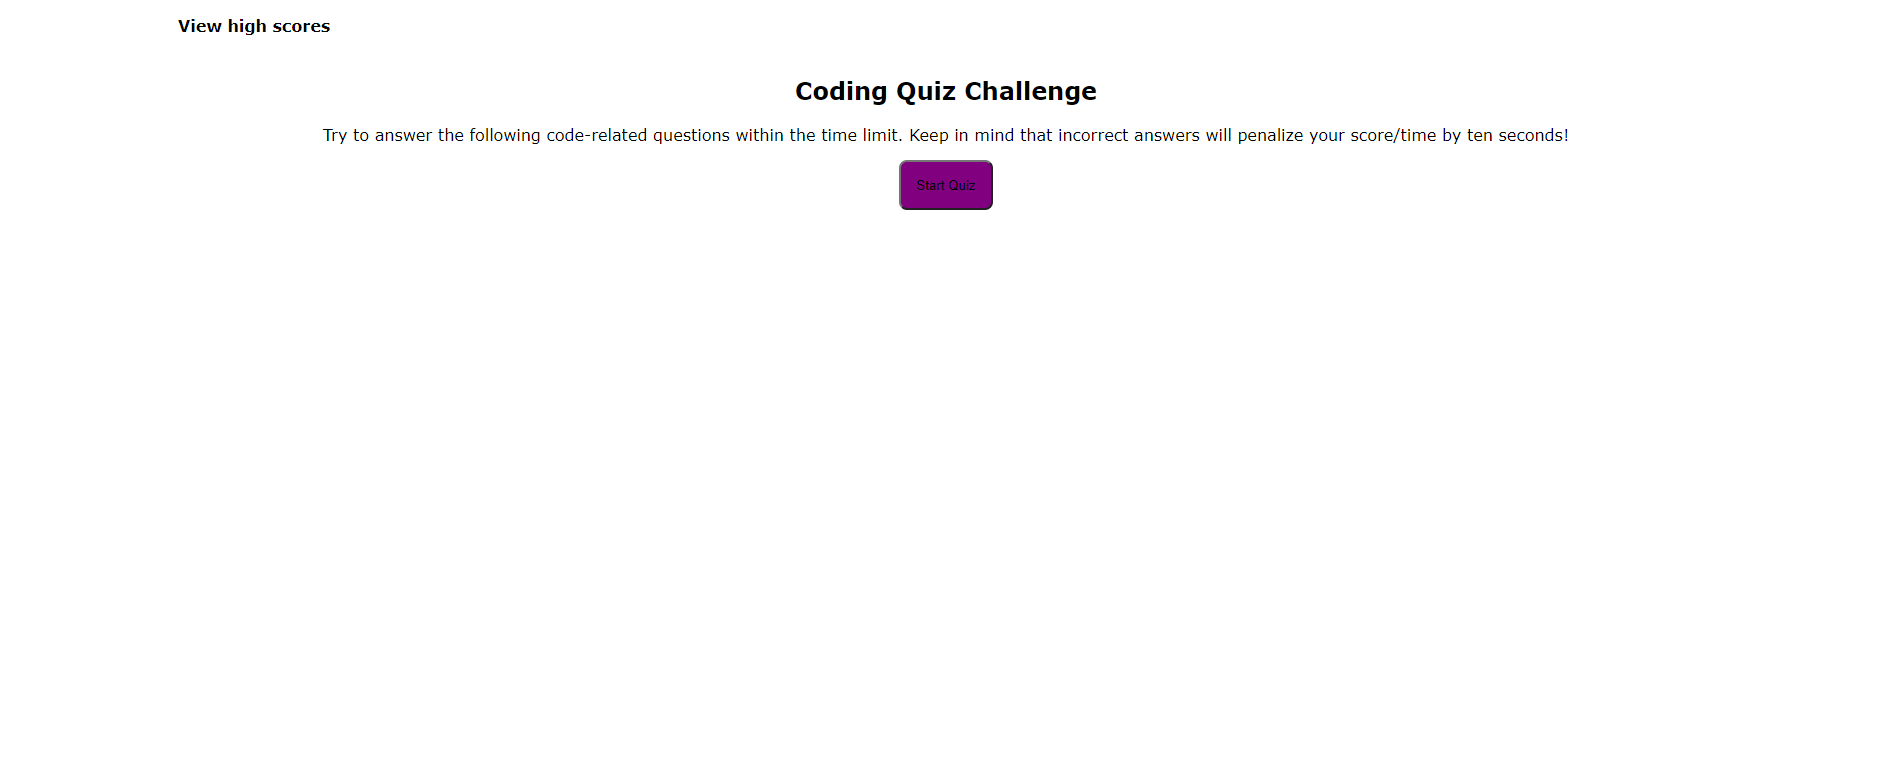 View high scores
Coding Quiz Challenge
Try to answer the following code-related questions within the time limit. Keep in mind that incorrect answers will penalize your score/time by ten seconds!
Start Quiz